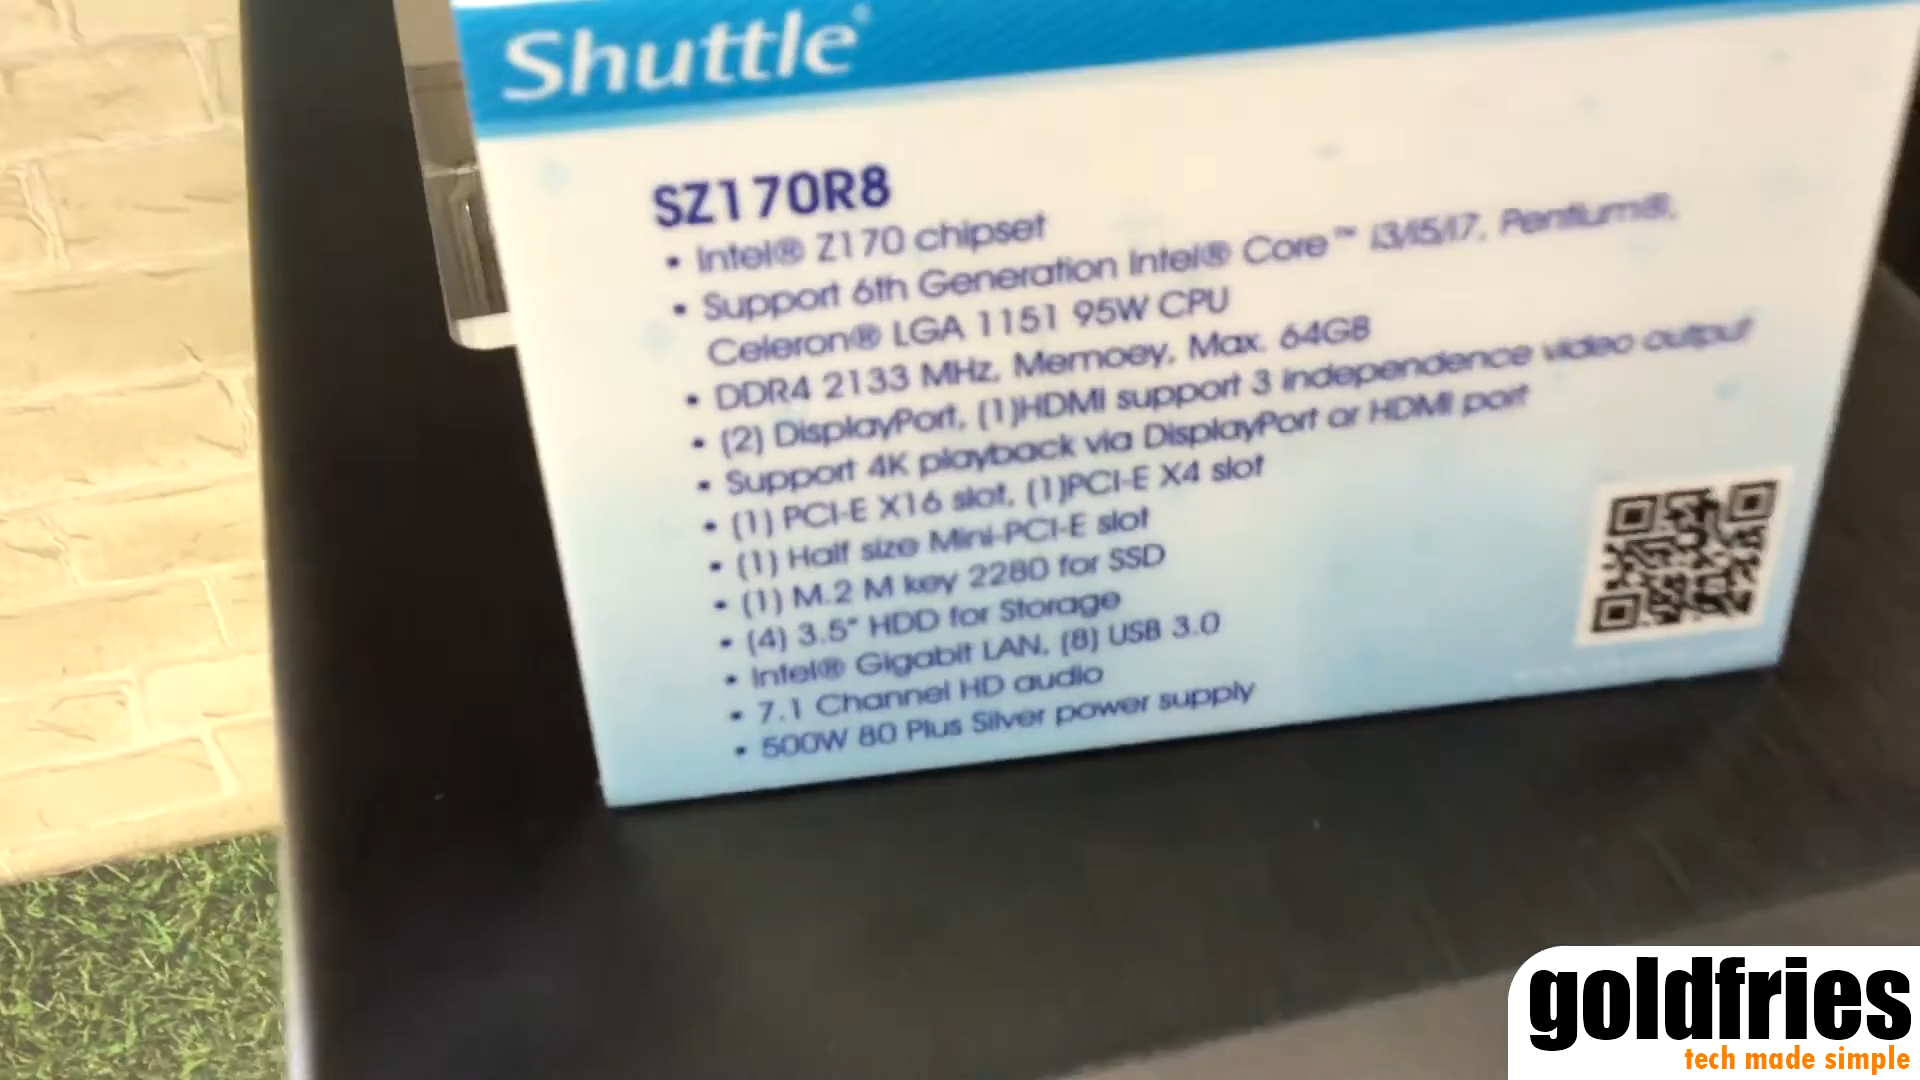 Shuttle®
SZ170R8
• Intel® Z170 chipset
• Support 6th Generation Intel® Core™ i3/i5/i7, Pentium®,
Celeron® LGA 1151 95W CPU
• DDR4 2133 MHz, Memoey, Max. 64GB
• (2) DisplayPort, (1)HDMI support 3 independence video output
• Support 4K playback via DisplayPort or HDMI port
• (1) PCI-E X16 slot, (1)PCI-E X4 slot
• (1) Half size Mini-PCI-E slot
• (1) M.2 M key 2280 for SSD
• (4) 3.5" HDD for Storage
• Intel® Gigabit LAN, (8) USB 3.0
• 7.1 Channel HD audio
• 500W 80 Plus Silver power supply
goldfries
tech made simple